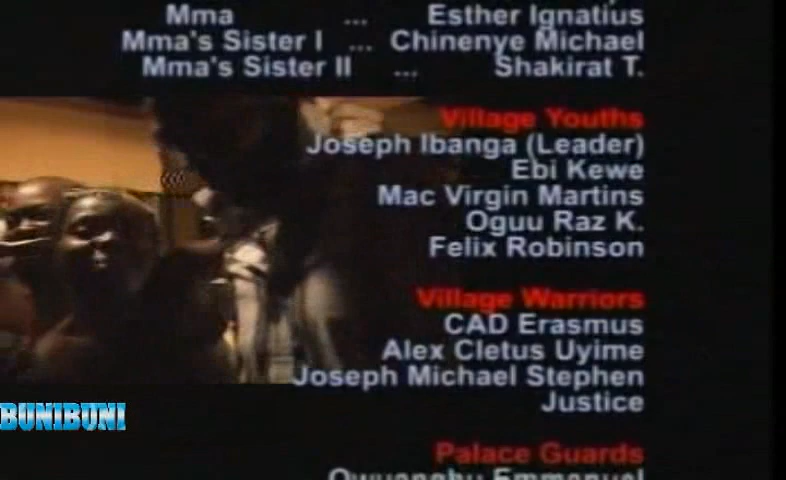 Mma ... Esther Ignatius
Mma's Sister I ... Chinenye Michael
Mma's Sister II ... Shakirat T.
Village Youths
Joseph Ibanga (Leader)
Ebi Kewe
Mac Virgin Martins
Oguu Raz K.
Felix Robinson
Village Warriors
CAD Erasmus
Alex Cletus Uyime
Joseph Michael Stephen
Justice
BUNIBUNI
Palace Guards
Emmanuel